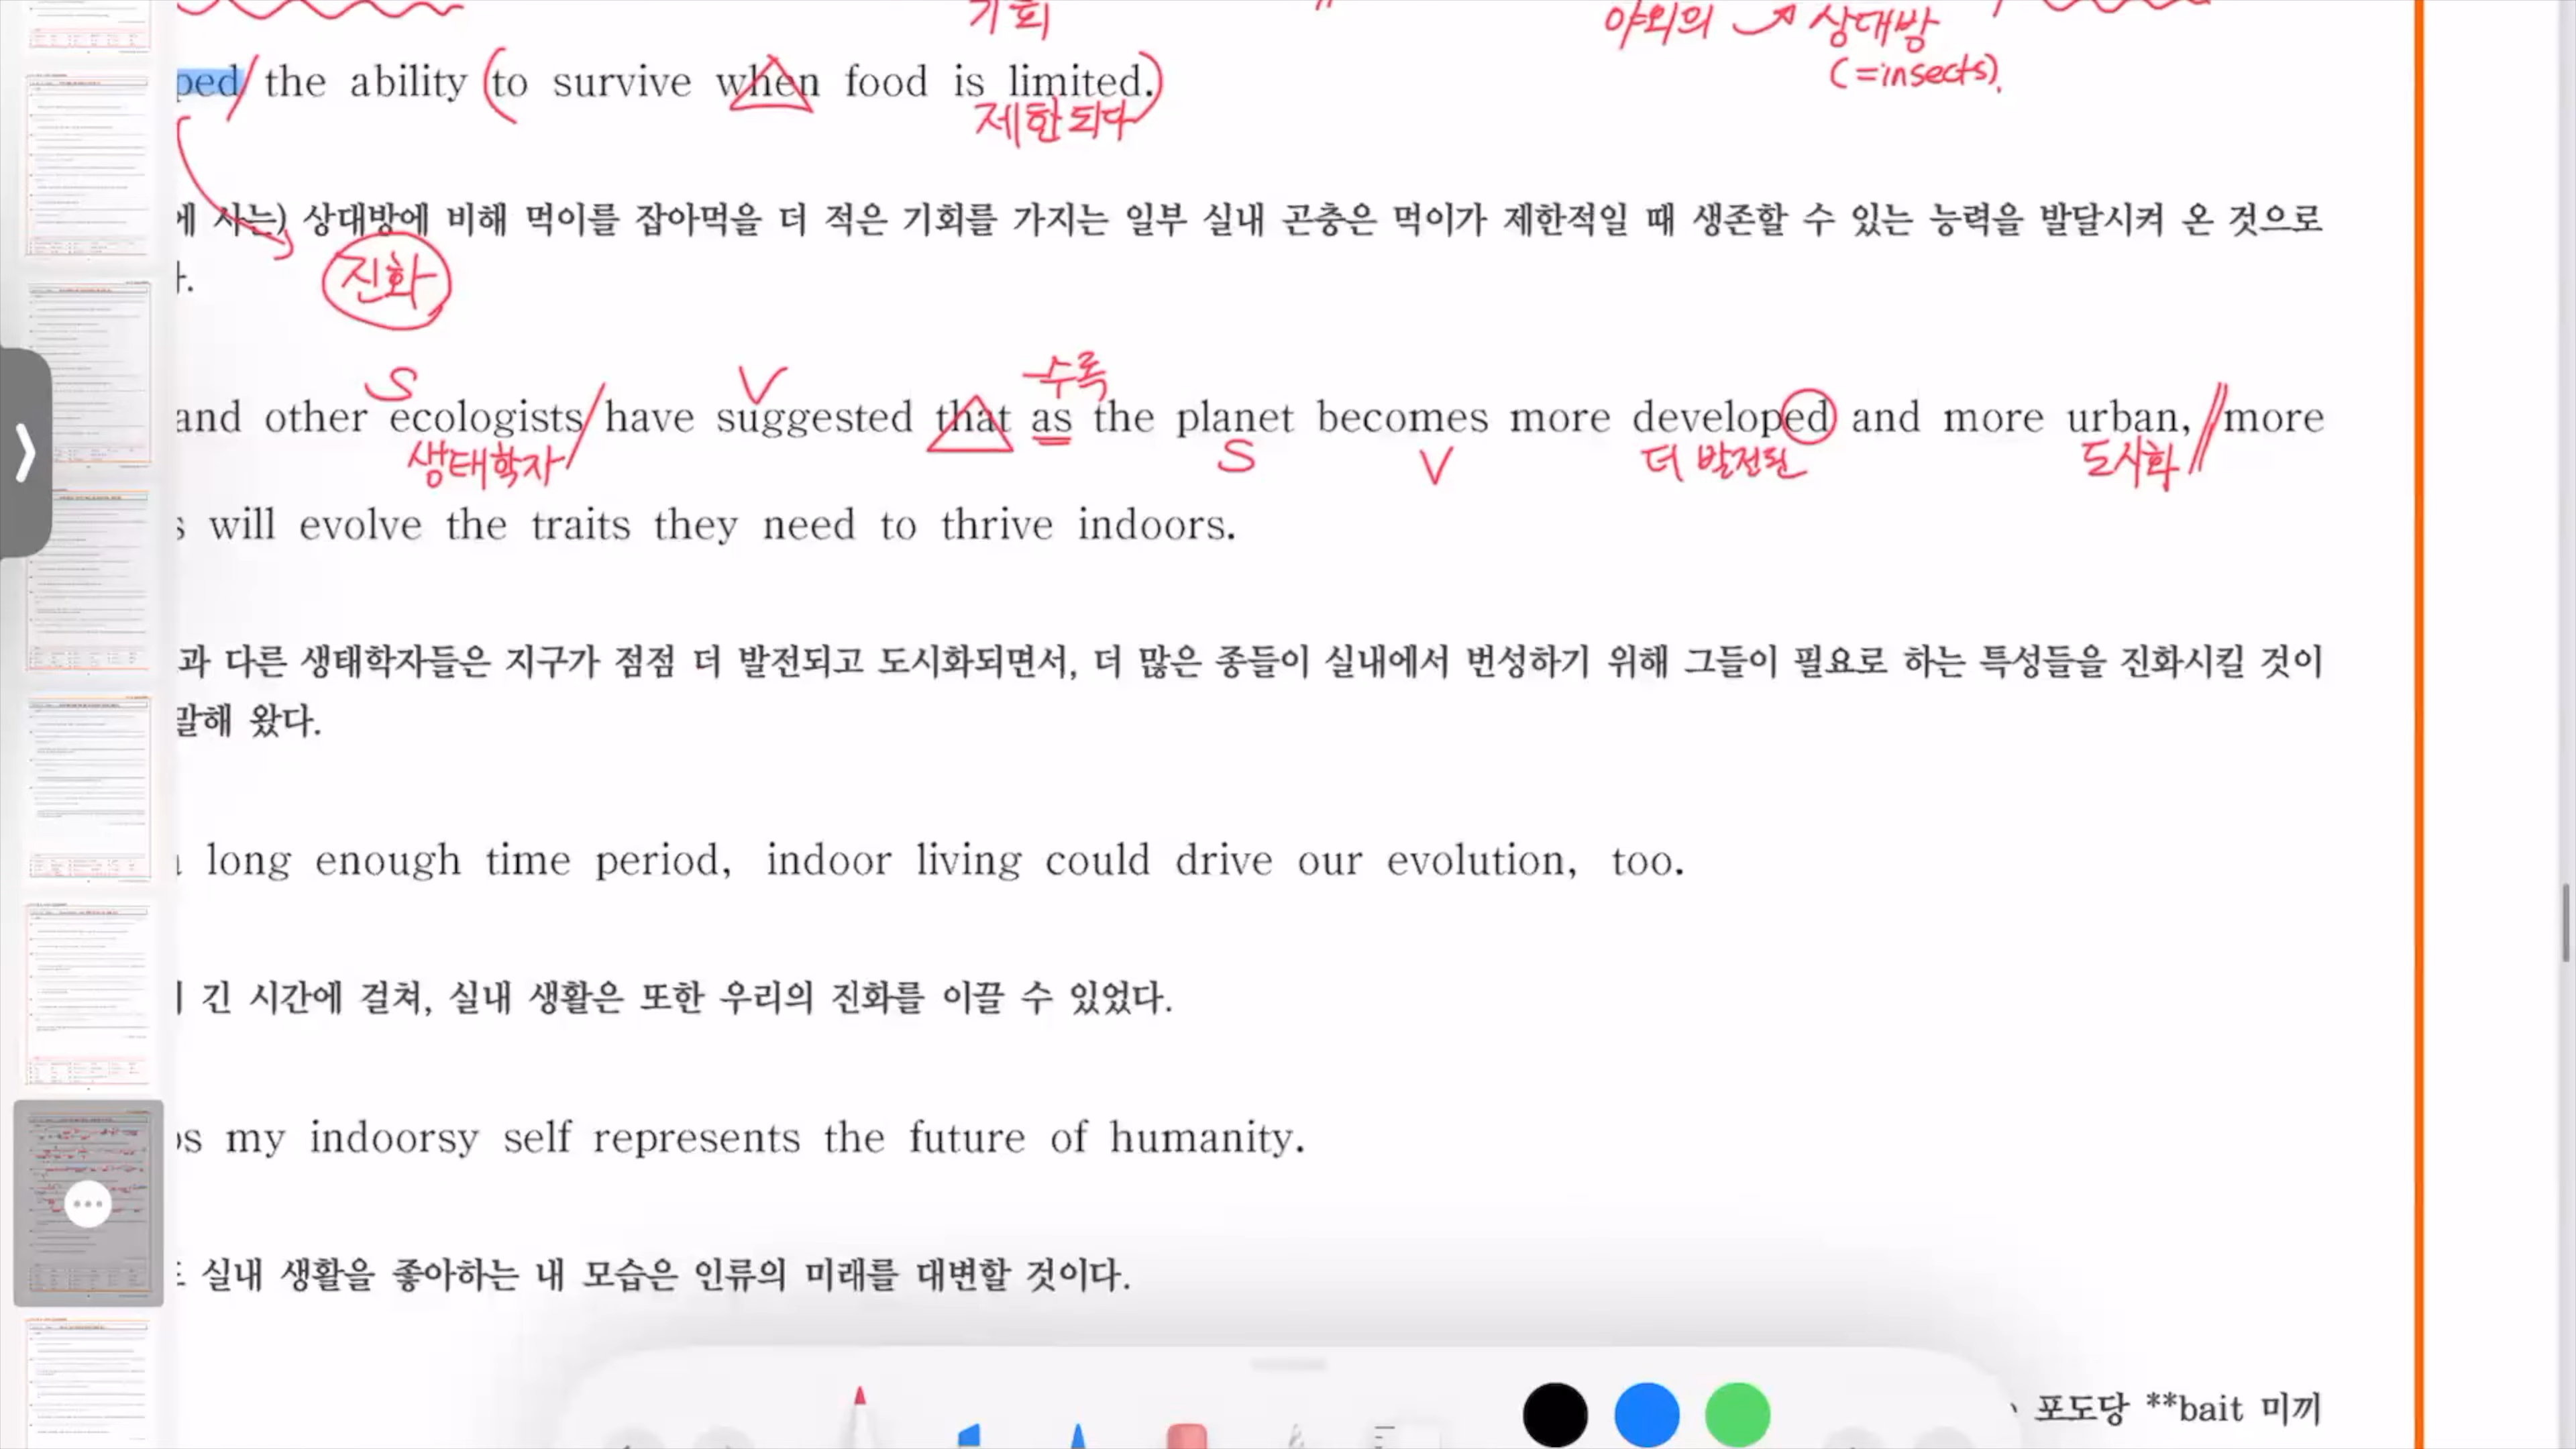 기회 야외의 상대방
(=insects).
ped the ability (to survive when food is limited.)
제한되다
에 사는) 상대방에 비해 먹이를 잡아먹을 더 적은 기회를 가지는 일부 실내 곤충은 먹이가 제한적일 때 생존할 수 있는 능력을 발달시켜 온 것으로
다.
진화
S V -수록
and other ecologists have suggested that as the planet becomes more developed and more urban, more
생태학자 S V 더 발전된 도시화
s will evolve the traits they need to thrive indoors.
과 다른 생태학자들은 지구가 점점 더 발전되고 도시화되면서, 더 많은 종들이 실내에서 번성하기 위해 그들이 필요로 하는 특성들을 진화시킬 것이
말해 왔다.
long enough time period, indoor living could drive our evolution, too.
긴 시간에 걸쳐, 실내 생활은 또한 우리의 진화를 이끌 수 있었다.
os my indoorsy self represents the future of humanity.
실내 생활을 좋아하는 내 모습은 인류의 미래를 대변할 것이다.
포도당 **bait 미끼